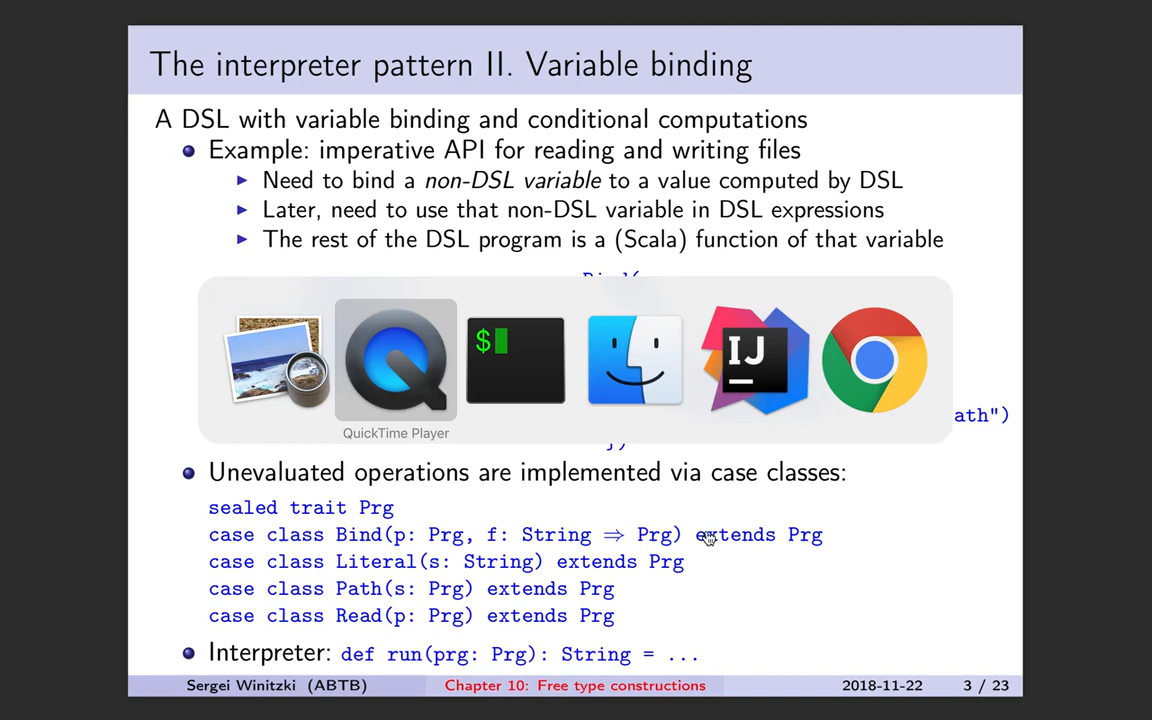 The interpreter pattern II. Variable binding
A DSL with variable binding and conditional computations
Example: imperative API for reading and writing files
Need to bind a non-DSL variable to a value computed by DSL
Later, need to use that non-DSL variable in DSL expressions
The rest of the DSL program is a (Scala) function of that variable
$
IJ
ath")
QuickTime Player
})
Unevaluated operations are implemented via case classes:
sealed trait Prg
case class Bind(p: Prg, f: String ⇒ Prg) extends Prg
case class Literal(s: String) extends Prg
case class Path(s: Prg) extends Prg
case class Read(p: Prg) extends Prg
Interpreter: def run(prg: Prg): String = ...
Sergei Winitzki (ABTB) Chapter 10: Free type constructions 2018-11-22 3 / 23